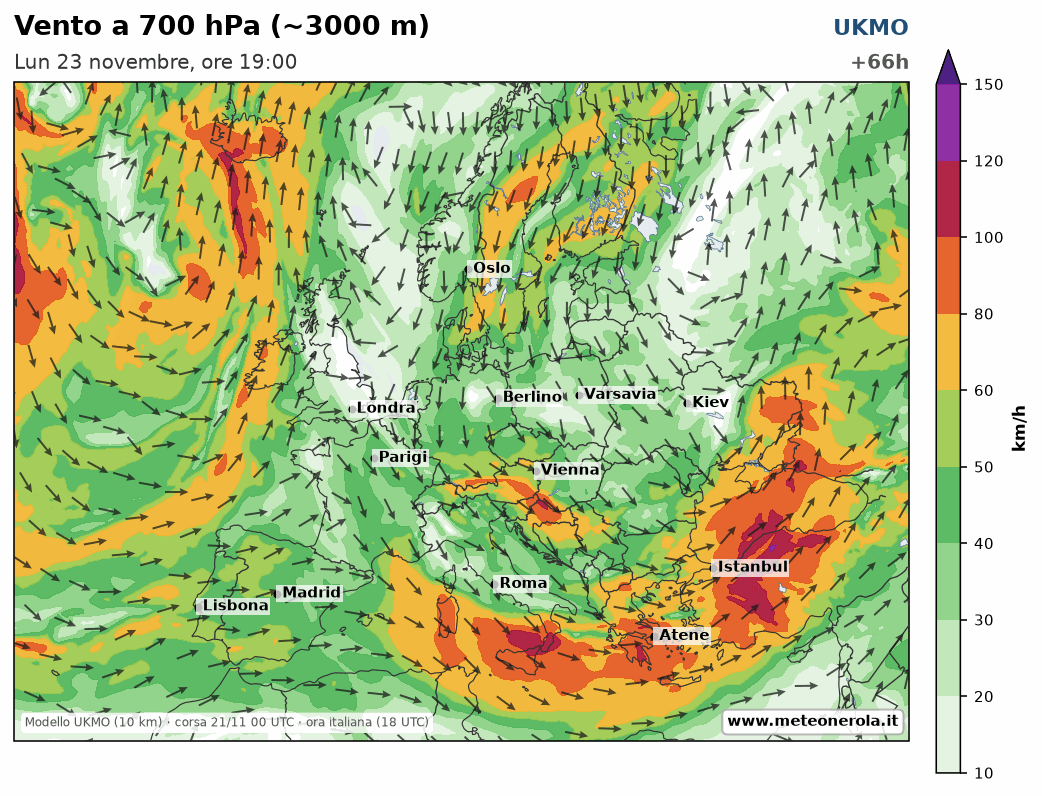 Vento a 700 hPa (~3000 m)
UKMO
Lun 23 novembre, ore 19:00
+66h
150
120
100
80
60
50
40
30
20
10
km/h
Oslo
Londra
Berlino
Varsavia
Kiev
Parigi
Vienna
Istanbul
Roma
Madrid
Lisbona
Atene
Modello UKMO (10 km) · corsa 21/11 00 UTC · ora italiana (18 UTC)
www.meteonerola.it